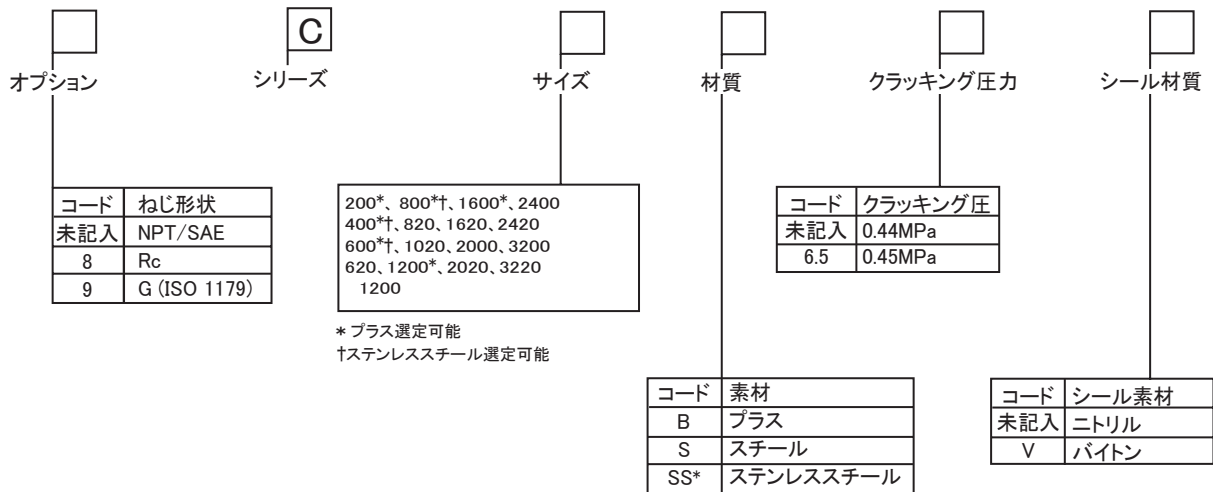 C
オプション シリーズ サイズ 材質 クラッキング圧力 シール材質
コード ねじ形状
未記入 NPT/SAE
8 Rc
9 G (ISO 1179)
200*、800*†、1600*、2400
400*†、820、1620、2420
600*†、1020、2000、3200
620、1200*、2020、3220
1200
* プラス選定可能
†ステンレススチール選定可能
コード クラッキング圧
未記入 0.44MPa
6.5 0.45MPa
コード 素材
B プラス
S スチール
SS* ステンレススチール
コード シール素材
未記入 ニトリル
V バイトン